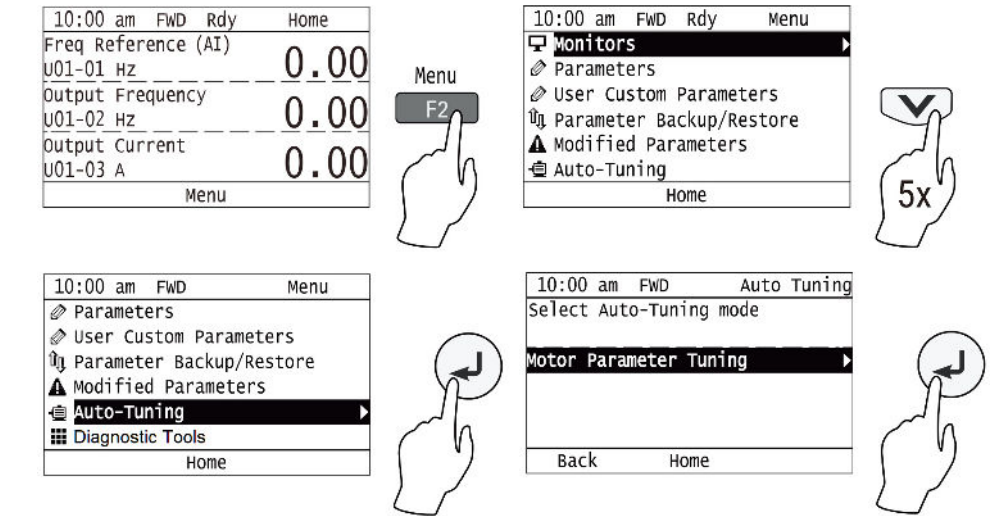 10:00 am FWD Rdy Home
Freq Reference (AI)
U01-01 Hz 0.00
Output Frequency
U01-02 Hz 0.00
Output Current
U01-03 A 0.00
Menu
Menu
F2
10:00 am FWD Rdy Menu
Monitors
Parameters
User Custom Parameters
Parameter Backup/Restore
Modified Parameters
Auto-Tuning
Home
5x
10:00 am FWD Menu
Parameters
User Custom Parameters
Parameter Backup/Restore
Modified Parameters
Auto-Tuning
Diagnostic Tools
Home
10:00 am FWD Auto Tuning
Select Auto-Tuning mode
Motor Parameter Tuning
Back Home